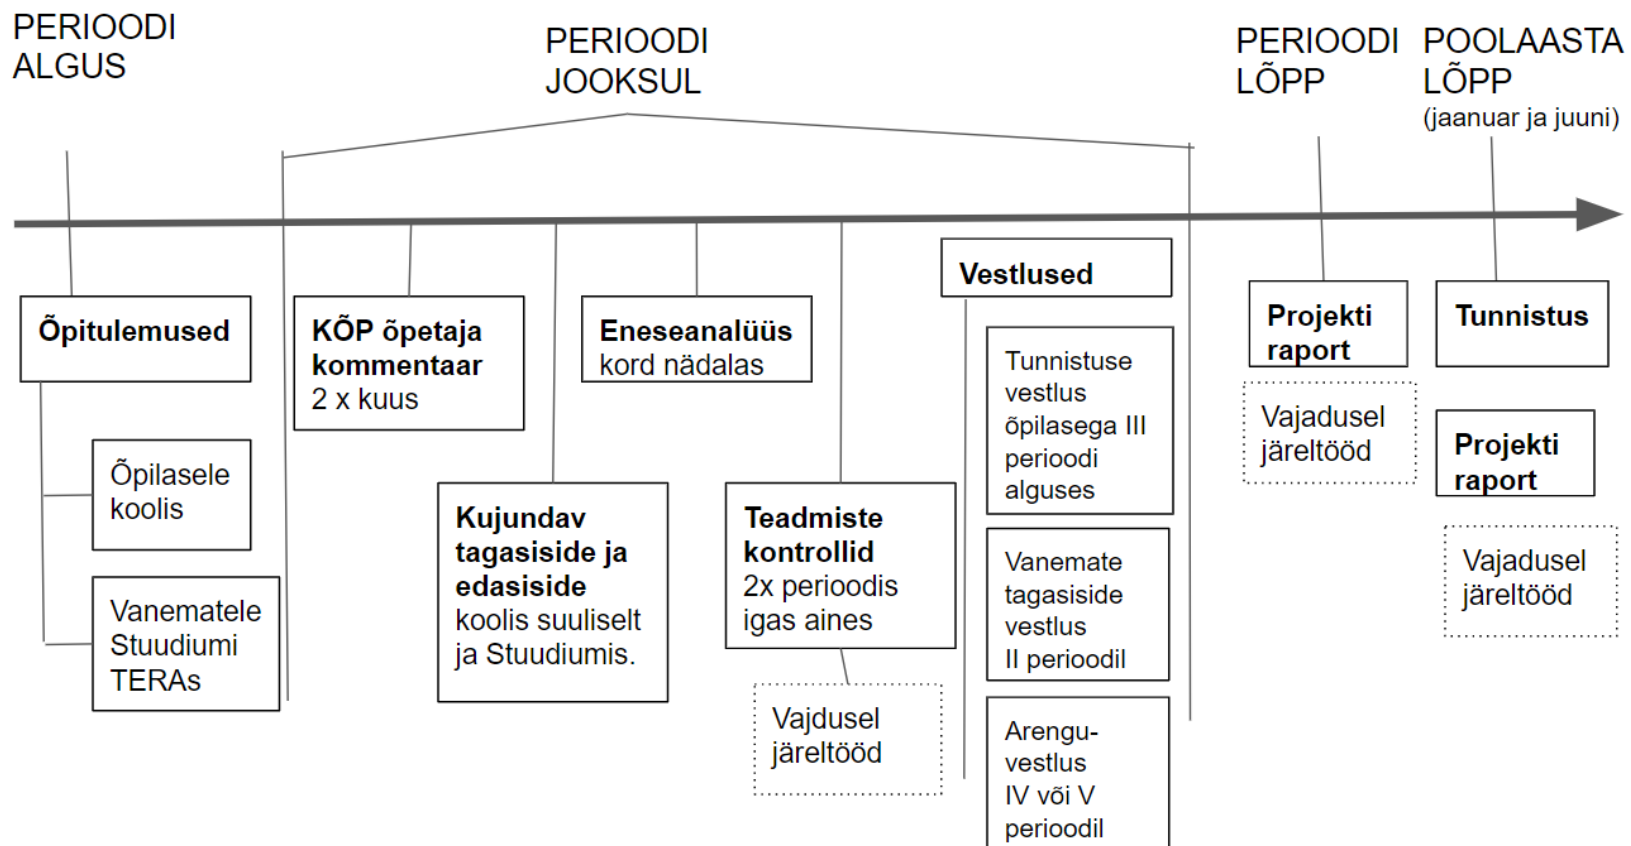 PERIOODI
ALGUS
PERIOODI
JOOKSUL
PERIOODI
LÕPP
POOLAASTA
LÕPP
(jaanuar ja juuni)
Õpitulemused
Õpilasele
koolis
Vanematele
Stuudiumi
TERAs
KÕP õpetaja
kommentaar
2 x kuus
Kujundav
tagasiside ja
edasiside
koolis suuliselt
ja Stuudiumis.
Eneseanalüüs
kord nädalas
Teadmiste
kontrollid
2x perioodis
igas aines
Vajdusel
järeltööd
Vestlused
Tunnistuse
vestlus
õpilasega III
perioodi
alguses
Vanemate
tagasiside
vestlus
II perioodil
Arengu-
vestlus
IV või V
perioodil
Projekti
raport
Vajadusel
järeltööd
Tunnistus
Projekti
raport
Vajadusel
järeltööd